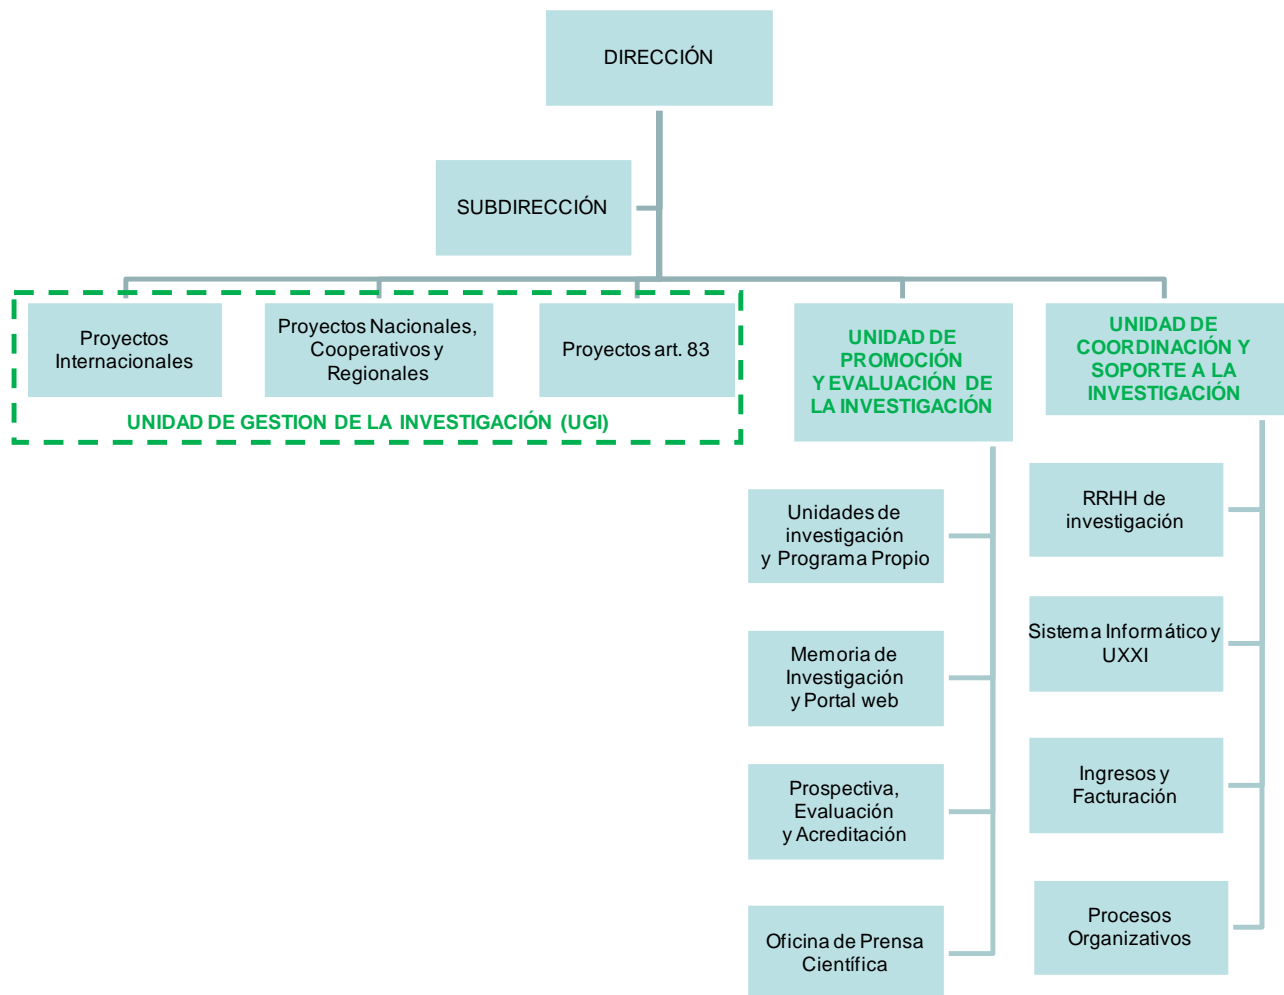 DIRECCIÓN
SUBDIRECCIÓN
Proyectos
Internacionales
Proyectos Nacionales,
Cooperativos y
Regionales
Proyectos art. 83
UNIDAD DE GESTION DE LA INVESTIGACIÓN (UGI)
UNIDAD DE
PROMOCIÓN
Y EVALUACIÓN DE
LA INVESTIGACIÓN
UNIDAD DE
COORDINACIÓN Y
SOPORTE A LA
INVESTIGACIÓN
Unidades de
investigación
y Programa Propio
Memoria de
Investigación
y Portal web
Prospectiva,
Evaluación
y Acreditación
Oficina de Prensa
Científica
RRHH de
investigación
Sistema Informático y
UXXI
Ingresos y
Facturación
Procesos
Organizativos